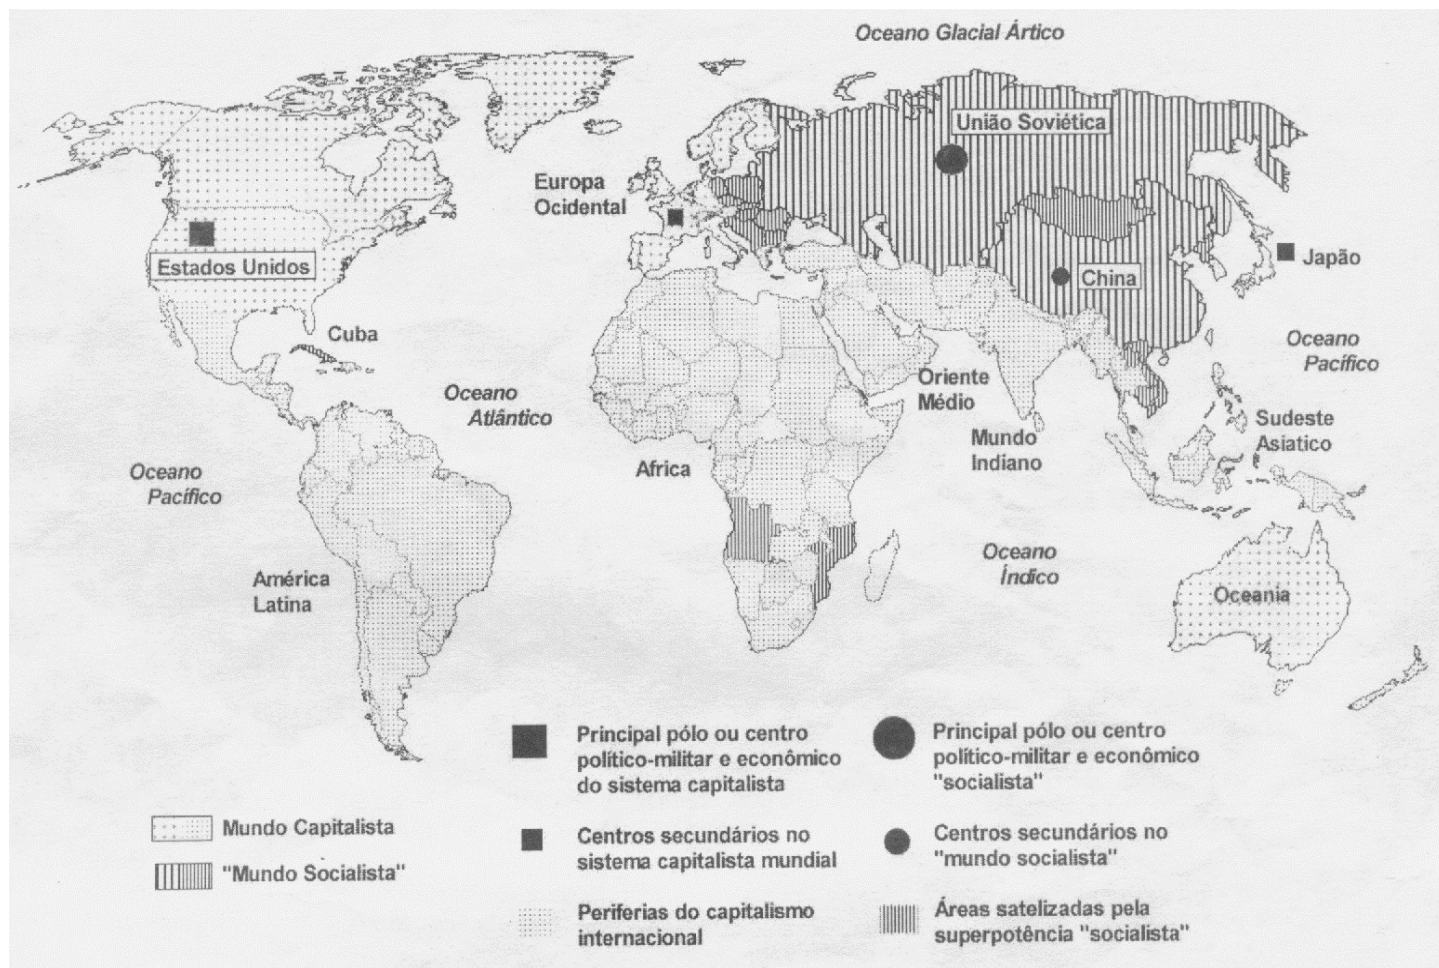 Oceano Glacial Ártico
União Soviética
Europa
Ocidental
Estados Unidos
China
Japão
Cuba
Oceano
Pacífico
Oceano
Atlântico
Oriente
Médio
Mundo
Indiano
Sudeste
Asiatico
Oceano
Pacífico
Africa
América
Latina
Oceano
Índico
Oceania
Principal pólo ou centro
político-militar e econômico
do sistema capitalista
Principal pólo ou centro
político-militar e econômico
"socialista"
Mundo Capitalista
"Mundo Socialista"
Centros secundários no
sistema capitalista mundial
Centros secundários no
"mundo socialista"
Periferias do capitalismo
internacional
Áreas satelizadas pela
superpotência "socialista"